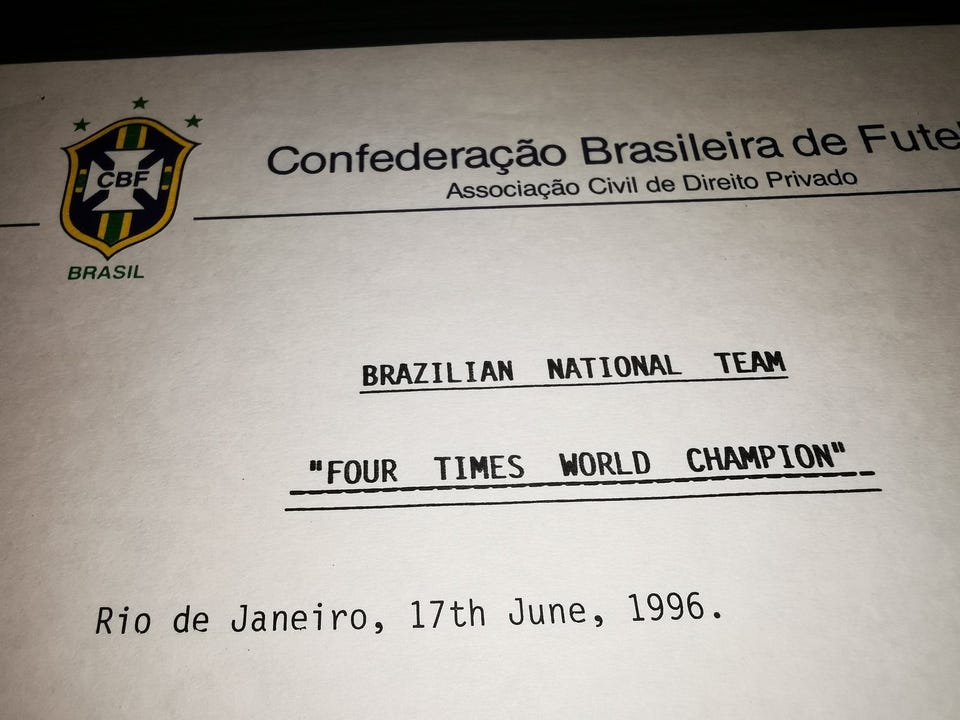 CBF
BRASIL
Confederação Brasileira de Fute
Associação Civil de Direito Privado
BRAZILIAN NATIONAL TEAM
"FOUR TIMES WORLD CHAMPION"
Rio de Janeiro, 17th June, 1996.